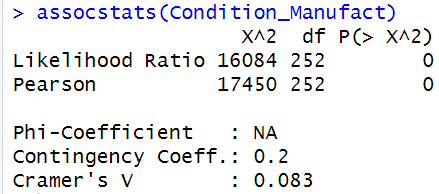 > assocstats(Condition_Manufact)
X^2 df P(> X^2)
Likelihood Ratio 16084 252 0
Pearson 17450 252 0
Phi-Coefficient : NA
Contingency Coeff.: 0.2
Cramer's V : 0.083